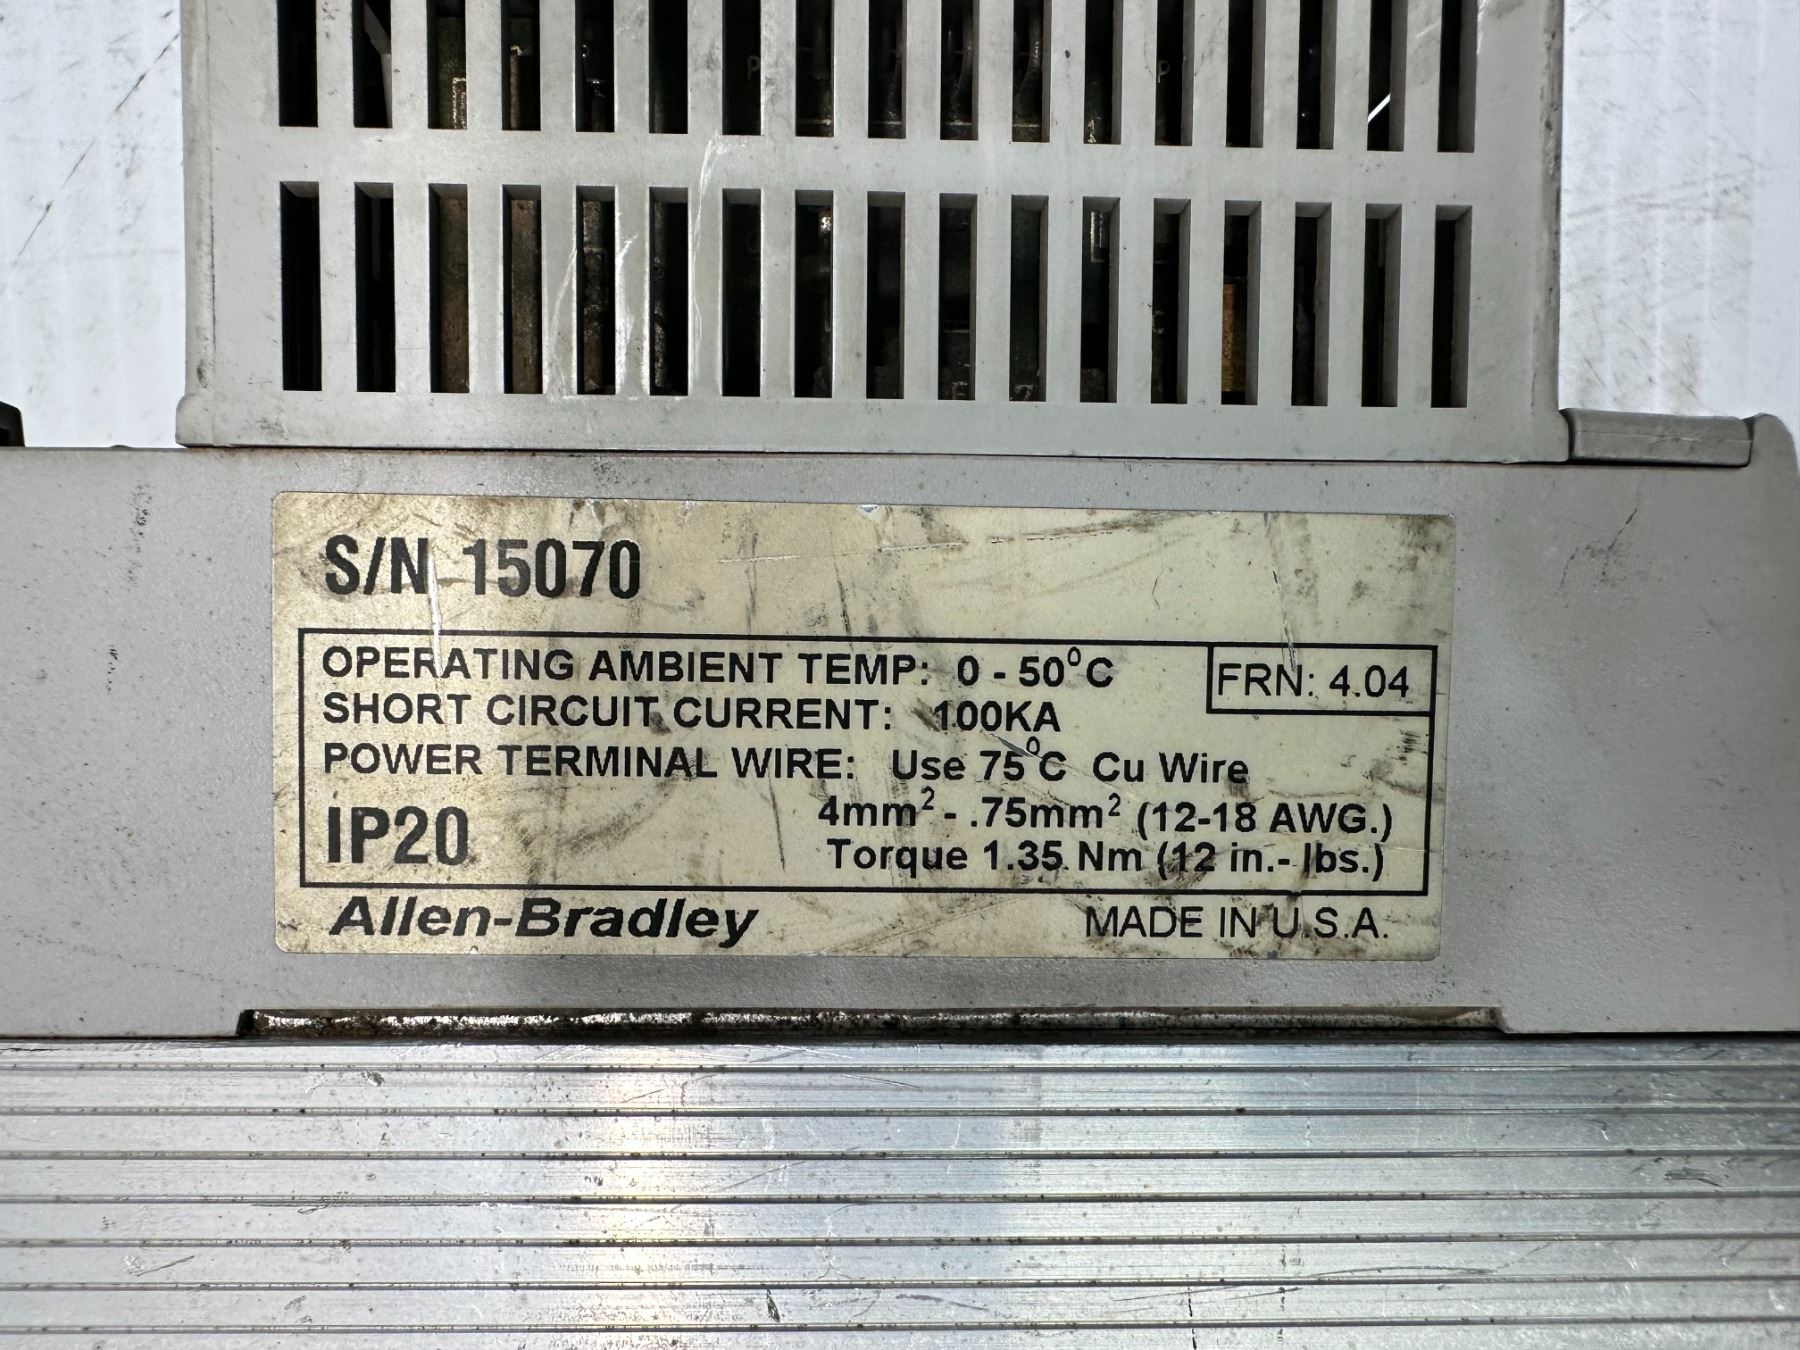 S/N 15070
OPERATING AMBIENT TEMP: 0 - 50°C
FRN: 4.04
SHORT CIRCUIT CURRENT: 100KA
POWER TERMINAL WIRE: Use 75°C Cu Wire
4mm² - .75mm² (12-18 AWG.)
IP20
Torque 1.35 Nm (12 in.- lbs.)
Allen-Bradley
MADE IN U.S.A.